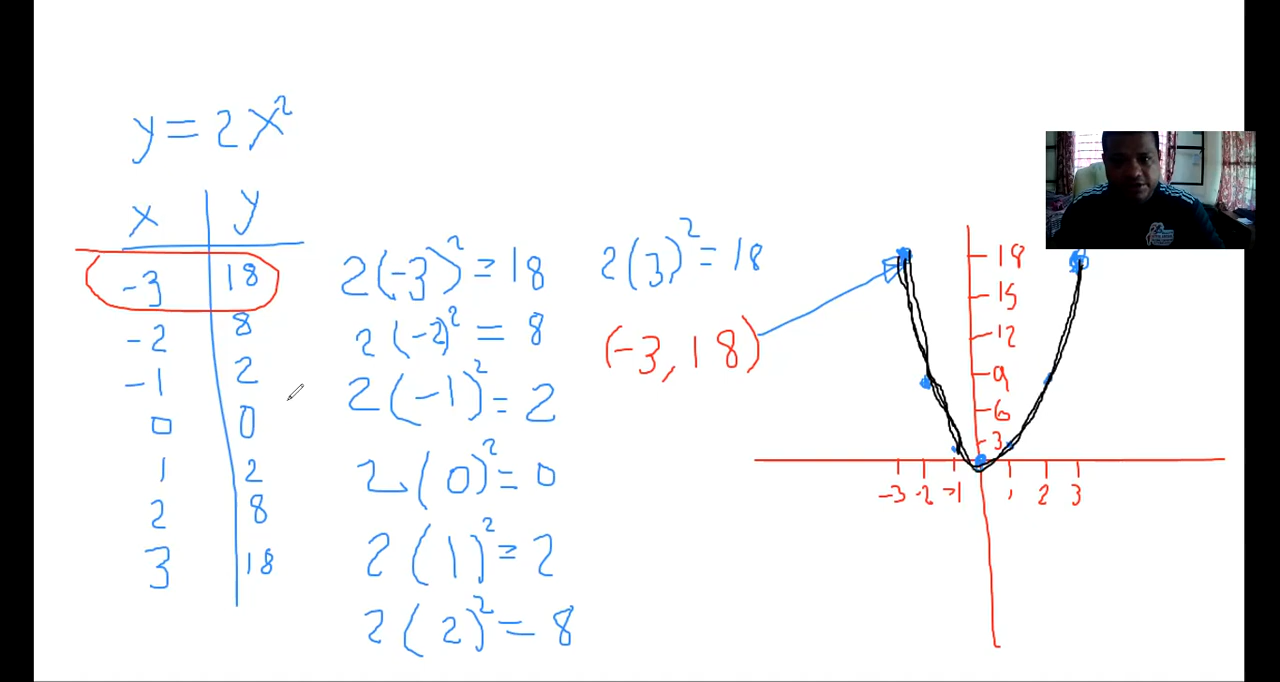 y = 2x²
x y
-3 18
-2 8
-1 2
0 0
1 2
2 8
3 18
2(-3)² = 18
2(-2)² = 8
2(-1)² = 2
2(0)² = 0
2(1)² = 2
2(2)² = 8
2(3)² = 18
(-3, 18)
18
15
12
9
6
3
-3 -2 -1 1 2 3